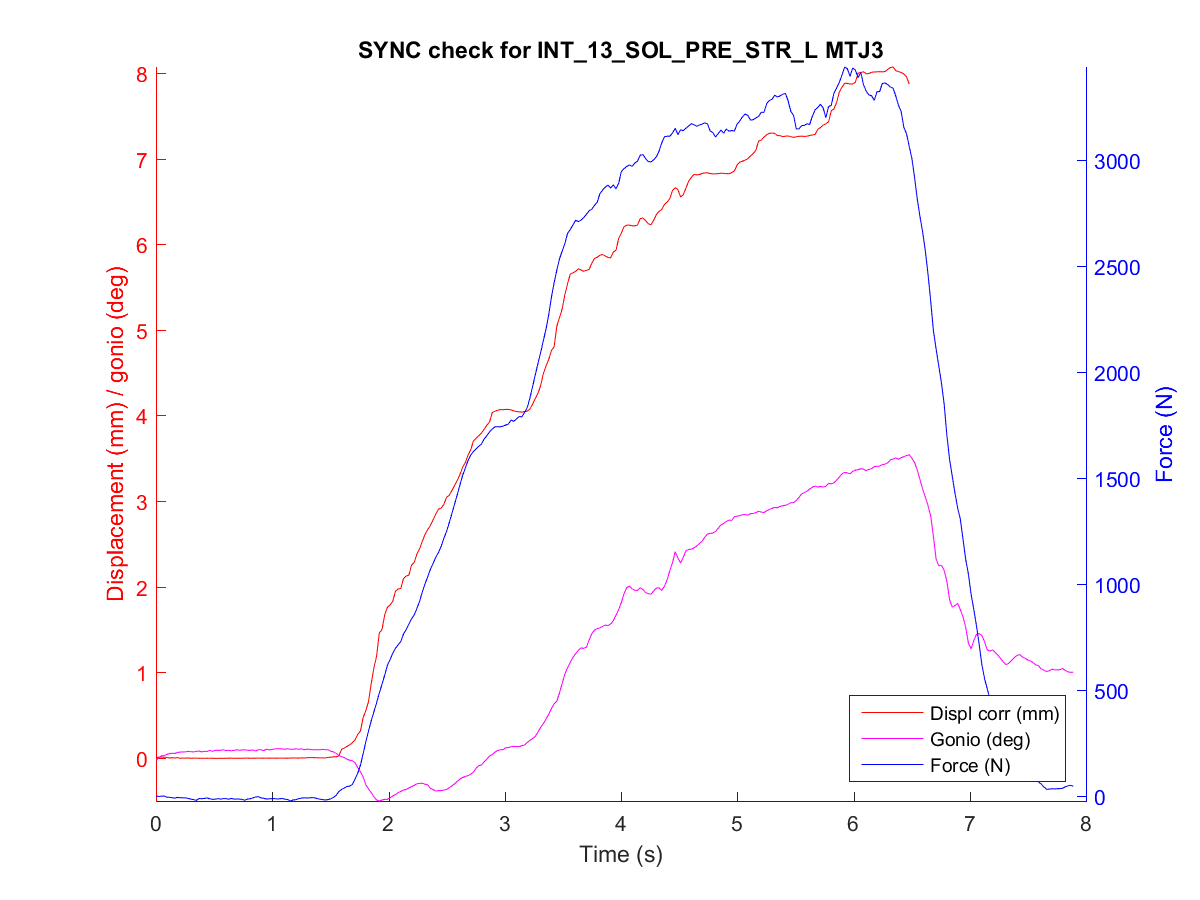 SYNC check for INT_13_SOL_PRE_STR_L MTJ3
8
7
6
5
4
3
2
1
0
Displacement (mm) / gonio (deg)
3000
2500
2000
1500
1000
500
0
Force (N)
Displ corr (mm)
Gonio (deg)
Force (N)
0 1 2 3 4 5 6 7 8
Time (s)